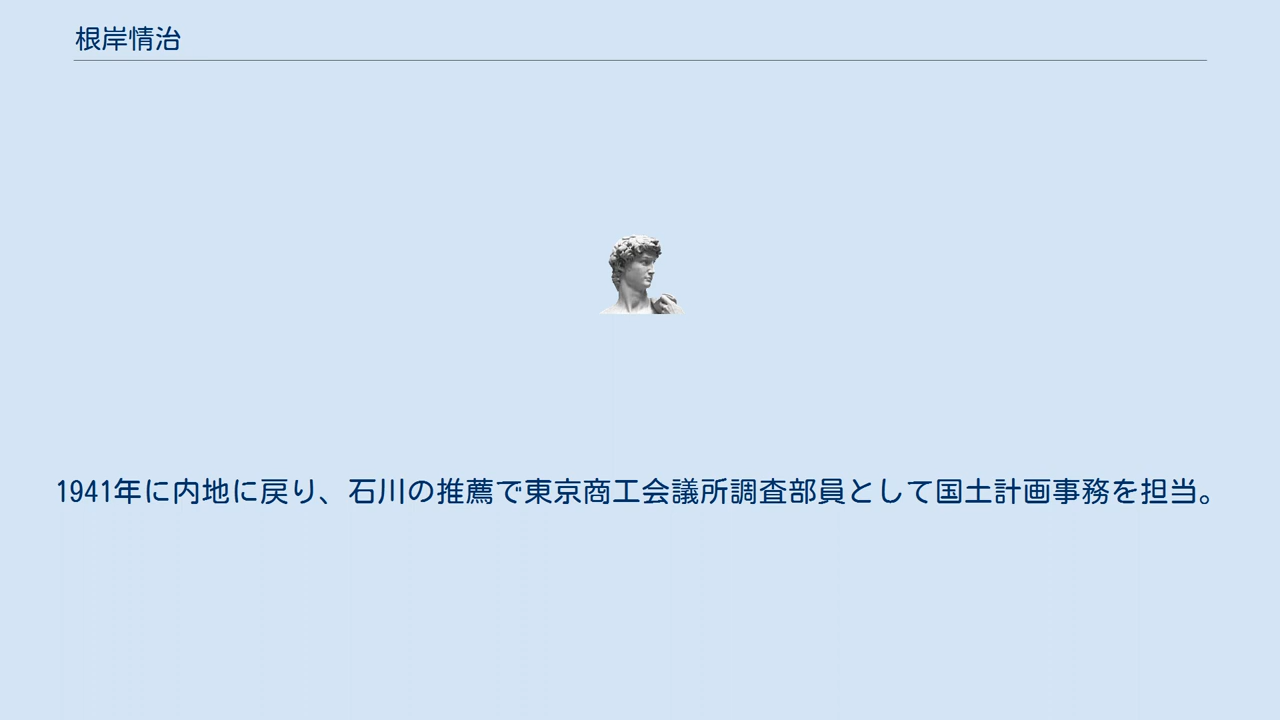 根岸情治
1941年に内地に戻り、石川の推薦で東京商工会議所調査部員として国土計画事務を担当。